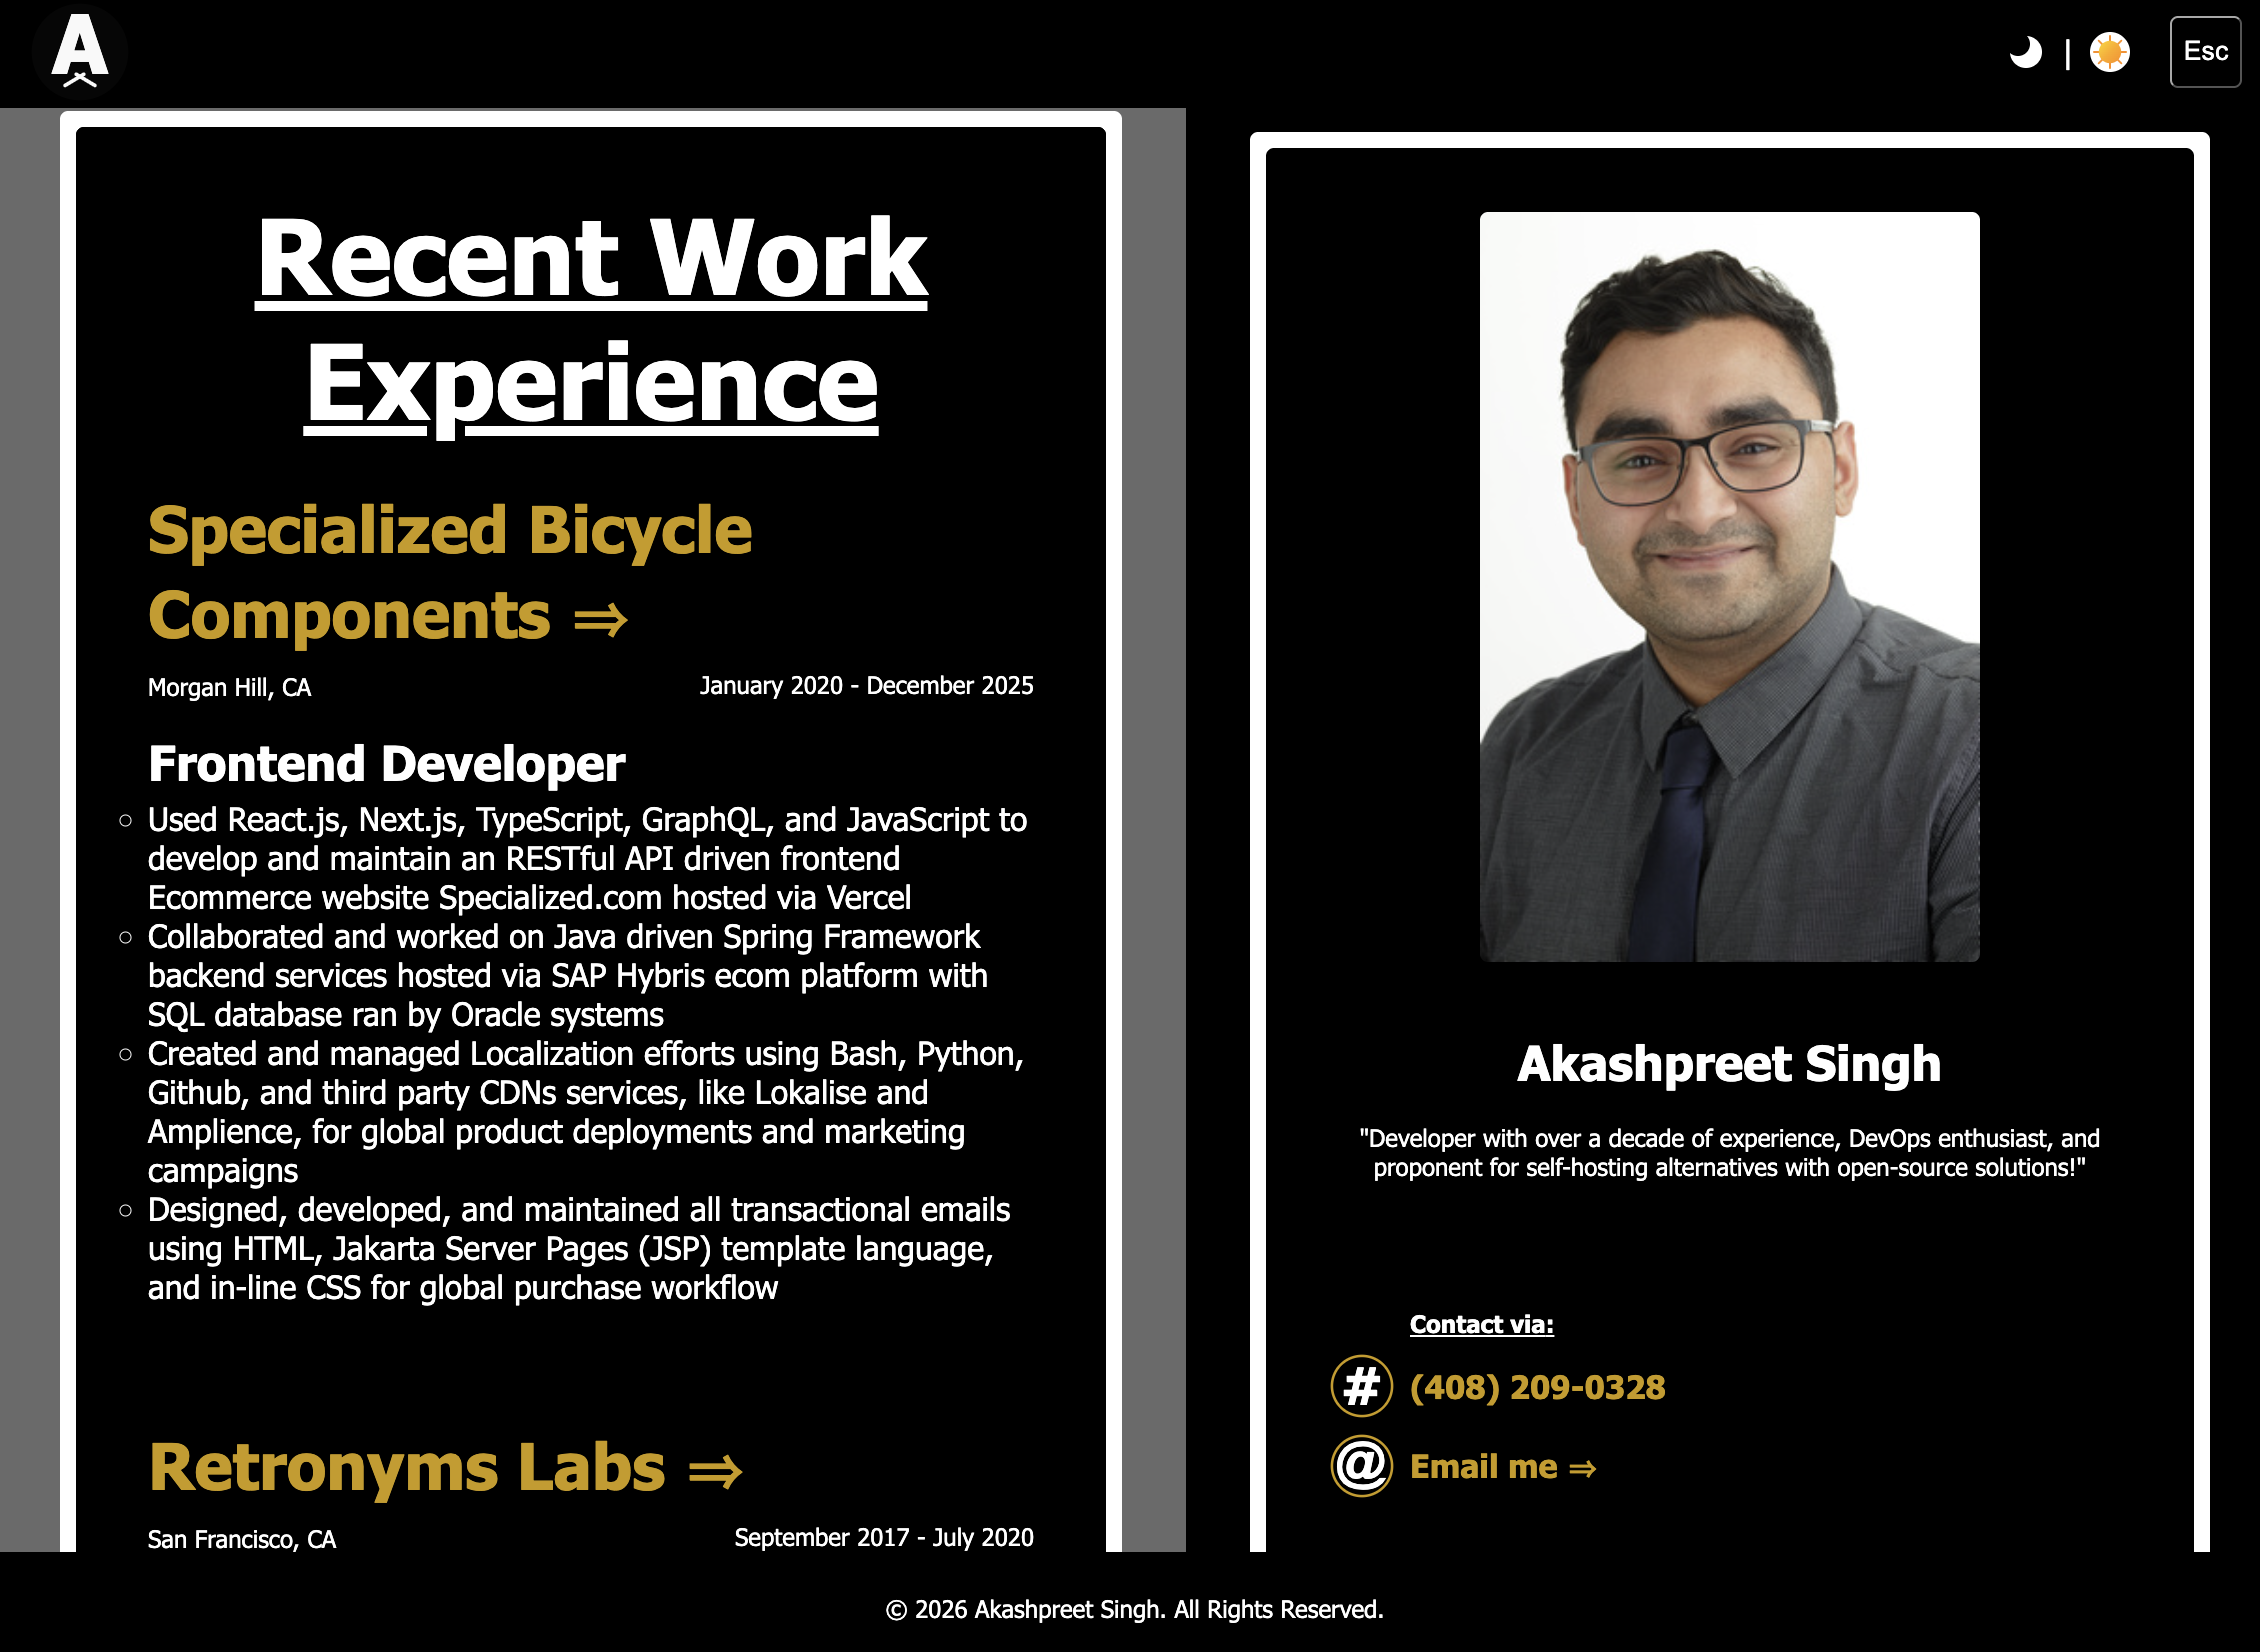 A
| Esc
Recent Work
Experience
Specialized Bicycle
Components ⇒
Morgan Hill, CA
January 2020 - December 2025
Frontend Developer
◦ Used React.js, Next.js, TypeScript, GraphQL, and JavaScript to
develop and maintain an RESTful API driven frontend
Ecommerce website Specialized.com hosted via Vercel
◦ Collaborated and worked on Java driven Spring Framework
backend services hosted via SAP Hybris ecom platform with
SQL database ran by Oracle systems
◦ Created and managed Localization efforts using Bash, Python,
Github, and third party CDNs services, like Lokalise and
Amplience, for global product deployments and marketing
campaigns
◦ Designed, developed, and maintained all transactional emails
using HTML, Jakarta Server Pages (JSP) template language,
and in-line CSS for global purchase workflow
Retronyms Labs ⇒
San Francisco, CA
September 2017 - July 2020
Akashpreet Singh
"Developer with over a decade of experience, DevOps enthusiast, and
proponent for self-hosting alternatives with open-source solutions!"
Contact via:
# (408) 209-0328
@ Email me ⇒
© 2026 Akashpreet Singh. All Rights Reserved.